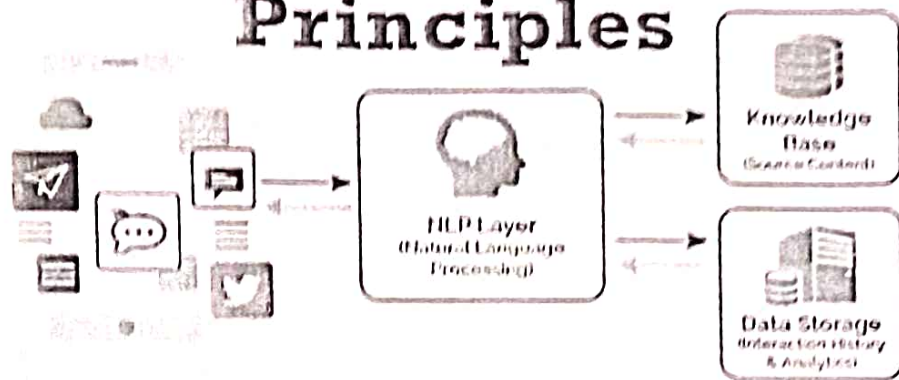 Principles
NLP Layer
(Natural Language
Processing)
Knowledge
Base
(Source Content)
Data Storage
(Interaction History
& Analytics)